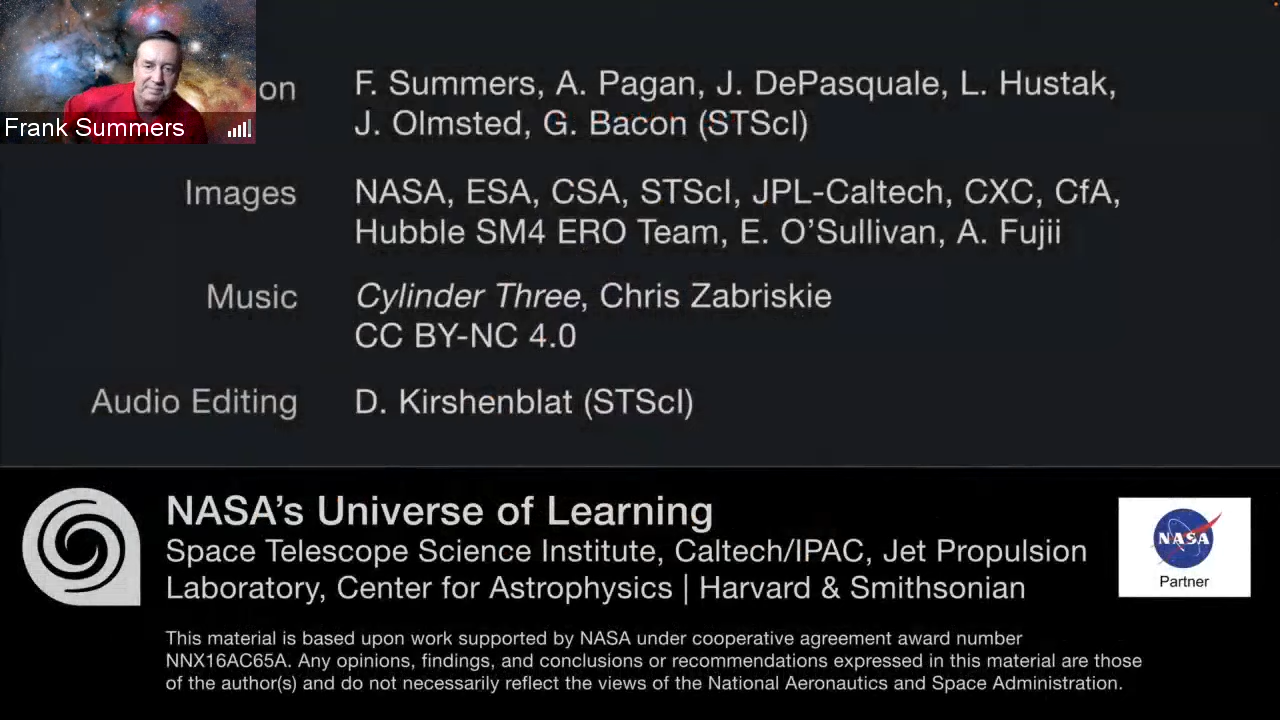 on F. Summers, A. Pagan, J. DePasquale, L. Hustak,
J. Olmsted, G. Bacon (STScI)
Frank Summers
Images NASA, ESA, CSA, STScI, JPL-Caltech, CXC, CfA,
Hubble SM4 ERO Team, E. O’Sullivan, A. Fujii
Music Cylinder Three, Chris Zabriskie
CC BY-NC 4.0
Audio Editing D. Kirshenblat (STScI)
NASA’s Universe of Learning
Space Telescope Science Institute, Caltech/IPAC, Jet Propulsion
Laboratory, Center for Astrophysics | Harvard & Smithsonian
NASA
Partner
This material is based upon work supported by NASA under cooperative agreement award number
NNX16AC65A. Any opinions, findings, and conclusions or recommendations expressed in this material are those
of the author(s) and do not necessarily reflect the views of the National Aeronautics and Space Administration.